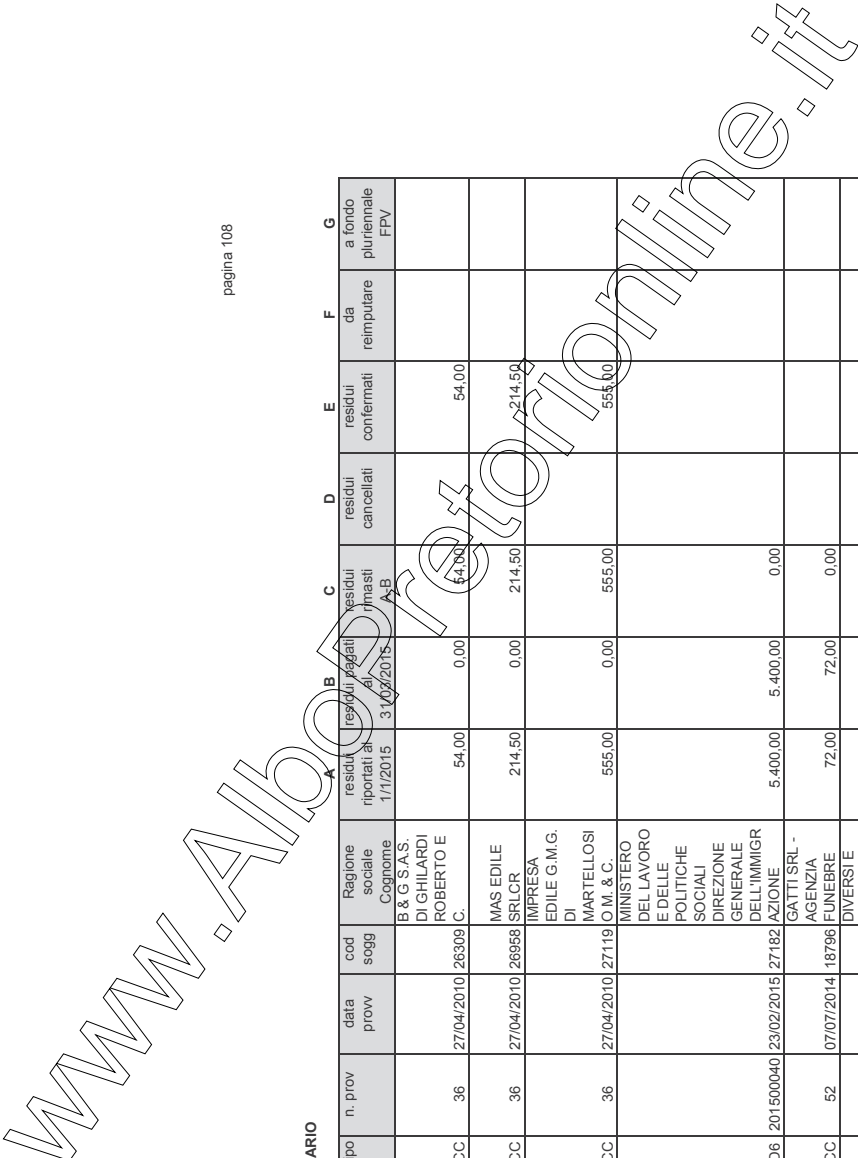 pagina 108
ARIO
A B C D E F G
po n. prov data provv cod sogg Ragione sociale Cognome residui riportati al 1/1/2015 residui pagati al 31/03/2015 residui rimasti A-B residui cancellati residui confermati da reimputare a fondo pluriennale FPV
CC 36 27/04/2010 26309 B & G S.A.S. DI GHILARDI ROBERTO E C. 54,00 0,00 54,00 54,00
CC 36 27/04/2010 26958 MAS EDILE SRLCR 214,50 0,00 214,50 214,50
CC 36 27/04/2010 27119 IMPRESA EDILE G.M.G. DI MARTELLOSI O M. & C. 555,00 0,00 555,00 555,00
06 201500040 23/02/2015 27182 MINISTERO DEL LAVORO E DELLE POLITICHE SOCIALI DIREZIONE GENERALE DELL'IMMIGR AZIONE 5.400,00 5.400,00 0,00
CC 52 07/07/2014 18796 GATTI SRL - AGENZIA FUNEBRE 72,00 72,00 0,00
DIVERSI E
www.AlboPretorionline.it